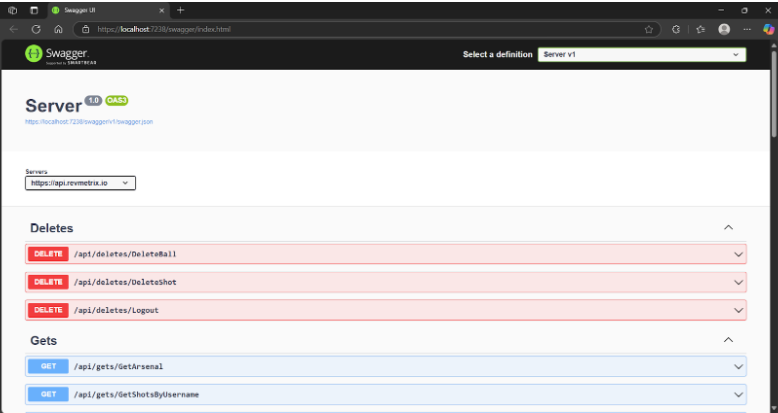 Swagger UI
https://localhost:7238/swagger/index.html
Swagger.
Supported by SMARTBEAR
Select a definition
Server v1
Server 1.0 OAS3
https://localhost:7238/swagger/v1/swagger.json
Servers
https://api.revmetrix.io
Deletes
DELETE /api/deletes/DeleteBall
DELETE /api/deletes/DeleteShot
DELETE /api/deletes/Logout
Gets
GET /api/gets/GetArsenal
GET /api/gets/GetShotsByUsername